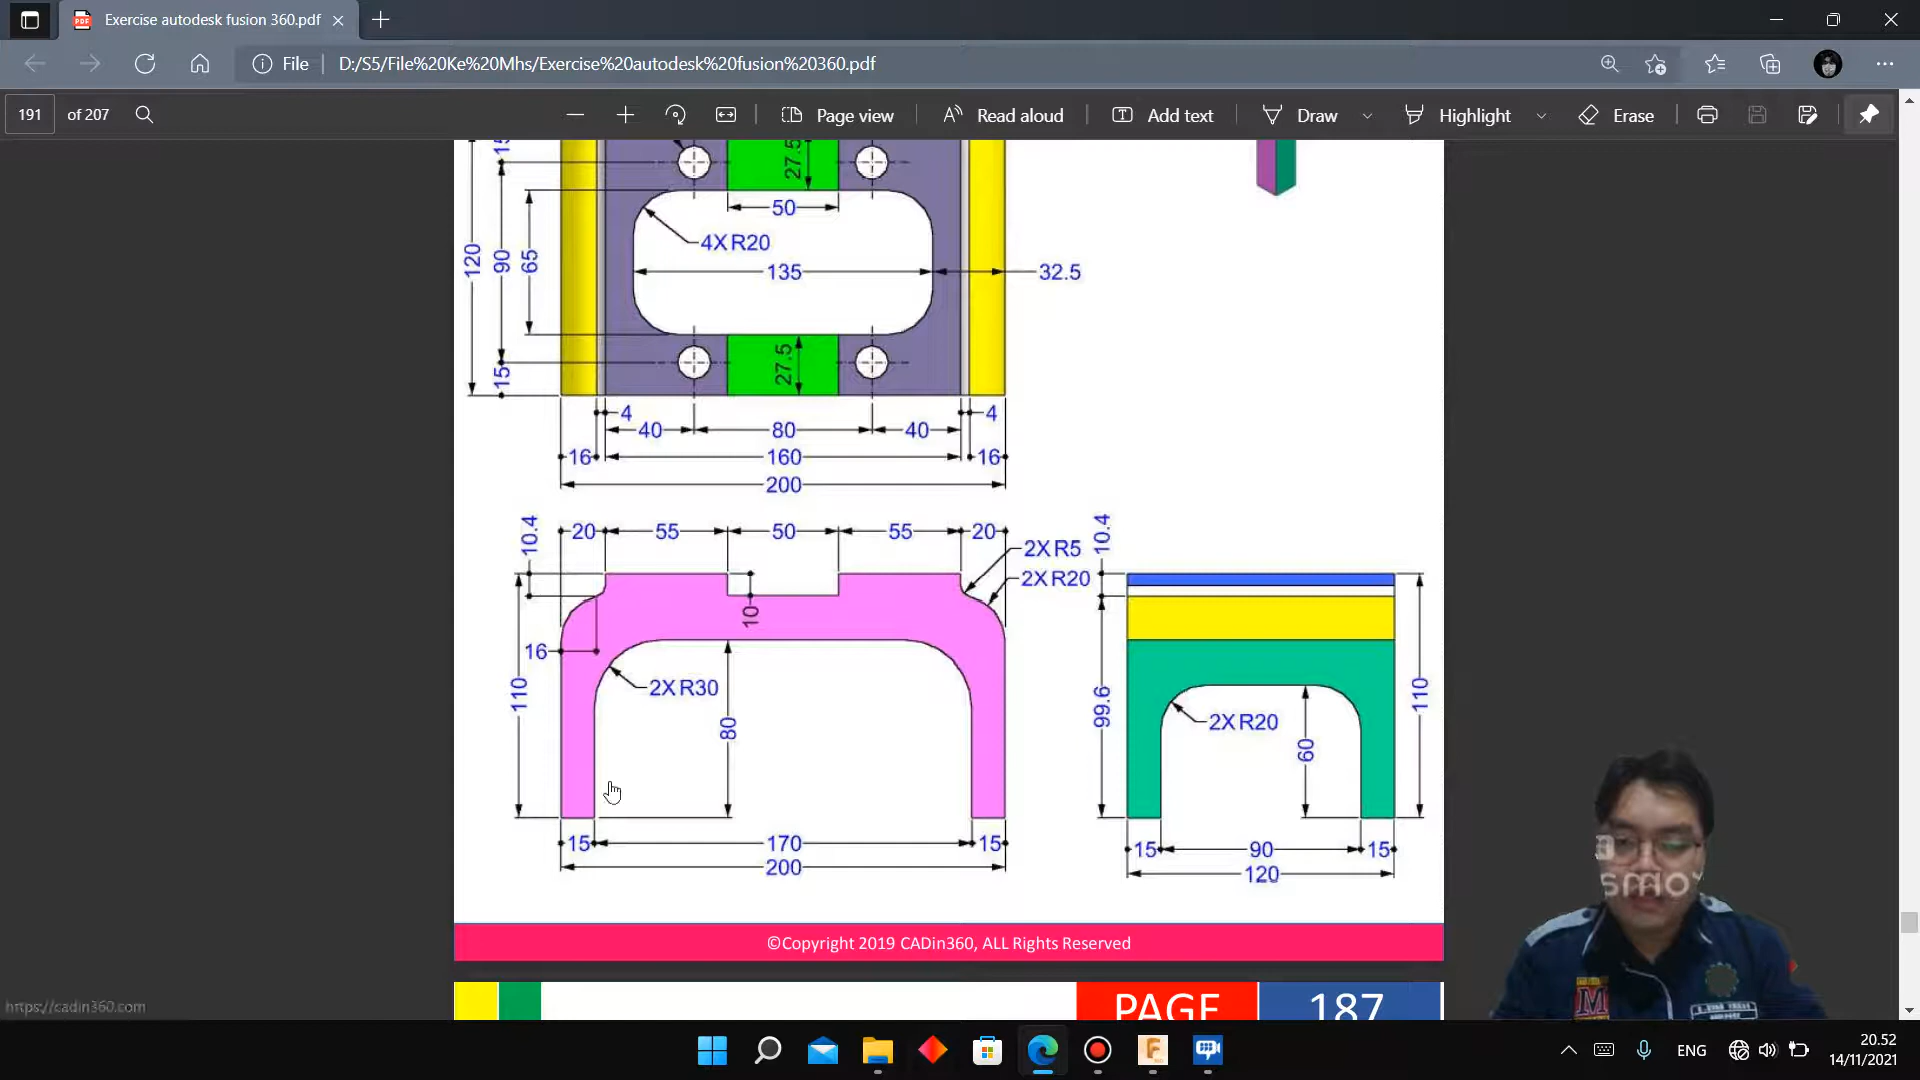 Exercise autodesk fusion 360.pdf
File
D:/S5/File%20Ke%20Mhs/Exercise%20autodesk%20fusion%20360.pdf
191 of 207
Page view
Read aloud
Add text
Draw
Highlight
Erase
15
27.5
50
4X R20
120
90
65
135
32.5
15
27.5
4
4
40
80
40
16
160
16
200
10.4
20
55
50
55
20
10.4
2X R5
2X R20
10
16
110
2X R30
80
99.6
2X R20
60
110
15
170
15
200
15
90
15
120
©Copyright 2019 CADin360, ALL Rights Reserved
https://cadin360.com
PAGE
187
ENG
20.52
14/11/2021